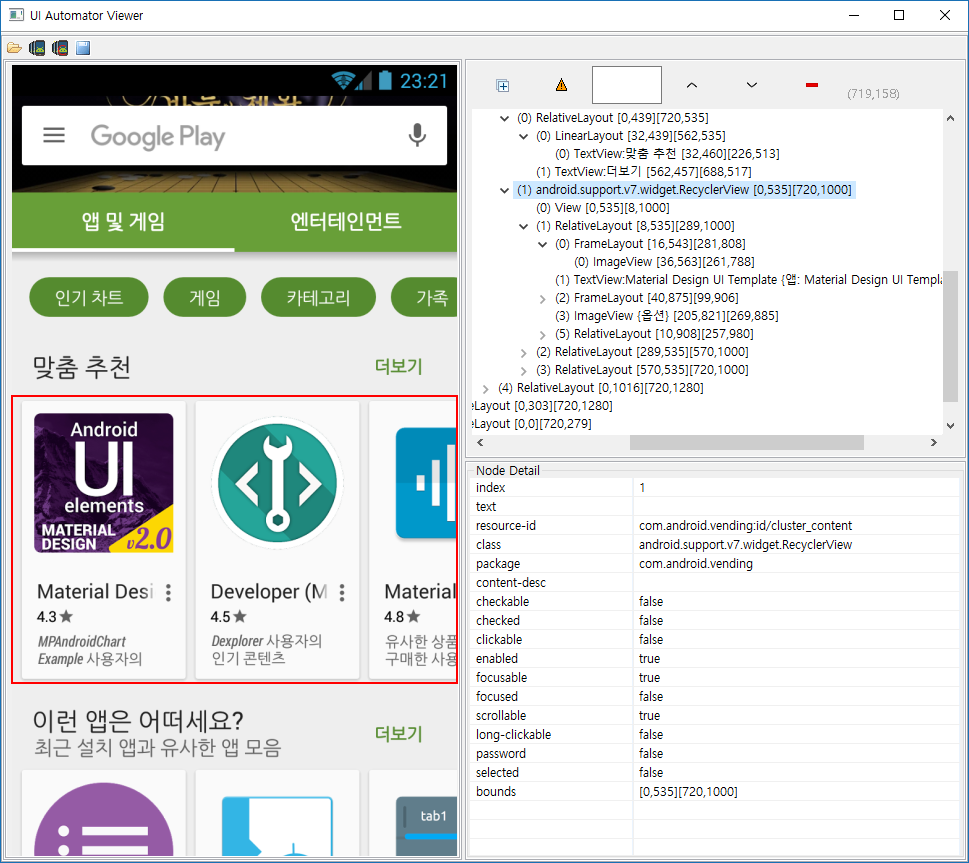 UI Automator Viewer
23:21
Google Play
앱 및 게임
엔터테인먼트
인기 차트
게임
카테고리
가족
맞춤 추천
더보기
Android
UI
elements
MATERIAL
DESIGN
v2.0
Material Desi
4.3★
MPAndroidChart
Example 사용자의
Developer (M
4.5★
Dexplorer 사용자의
인기 콘텐츠
Material
4.8★
유사한 상품
구매한 사용
이런 앱은 어떠세요?
최근 설치 앱과 유사한 앱 모음
더보기
tab1
(719,158)
(0) RelativeLayout [0,439][720,535]
(0) LinearLayout [32,439][562,535]
(0) TextView:맞춤 추천 [32,460][226,513]
(1) TextView:더보기 [562,457][688,517]
(1) android.support.v7.widget.RecyclerView [0,535][720,1000]
(0) View [0,535][8,1000]
(1) RelativeLayout [8,535][289,1000]
(0) FrameLayout [16,543][281,808]
(0) ImageView [36,563][261,788]
(1) TextView:Material Design UI Template {앱: Material Design UI Templa
(2) FrameLayout [40,875][99,906]
(3) ImageView {옵션} [205,821][269,885]
(5) RelativeLayout [10,908][257,980]
(2) RelativeLayout [289,535][570,1000]
(3) RelativeLayout [570,535][720,1000]
(4) RelativeLayout [0,1016][720,1280]
eLayout [0,303][720,1280]
eLayout [0,0][720,279]
Node Detail
index 1
text
resource-id com.android.vending:id/cluster_content
class android.support.v7.widget.RecyclerView
package com.android.vending
content-desc
checkable false
checked false
clickable false
enabled true
focusable true
focused false
scrollable true
long-clickable false
password false
selected false
bounds [0,535][720,1000]